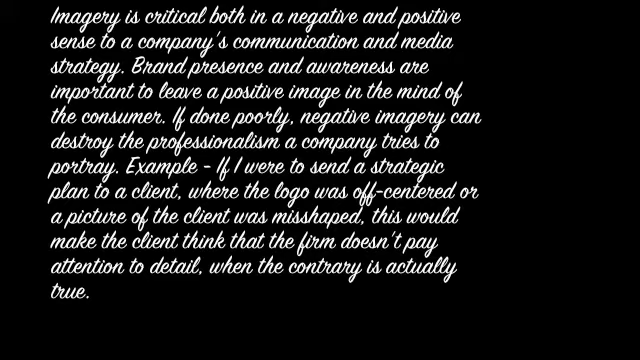 Imagery is critical both in a negative and positive
sense to a company's communication and media
strategy. Brand presence and awareness are
important to leave a positive image in the mind of
the consumer. If done poorly, negative imagery can
destroy the professionalism a company tries to
portray. Example - If I were to send a strategic
plan to a client, where the logo was off-centered or
a picture of the client was misshaped, this would
make the client think that the firm doesn't pay
attention to detail, when the contrary is actually
true.